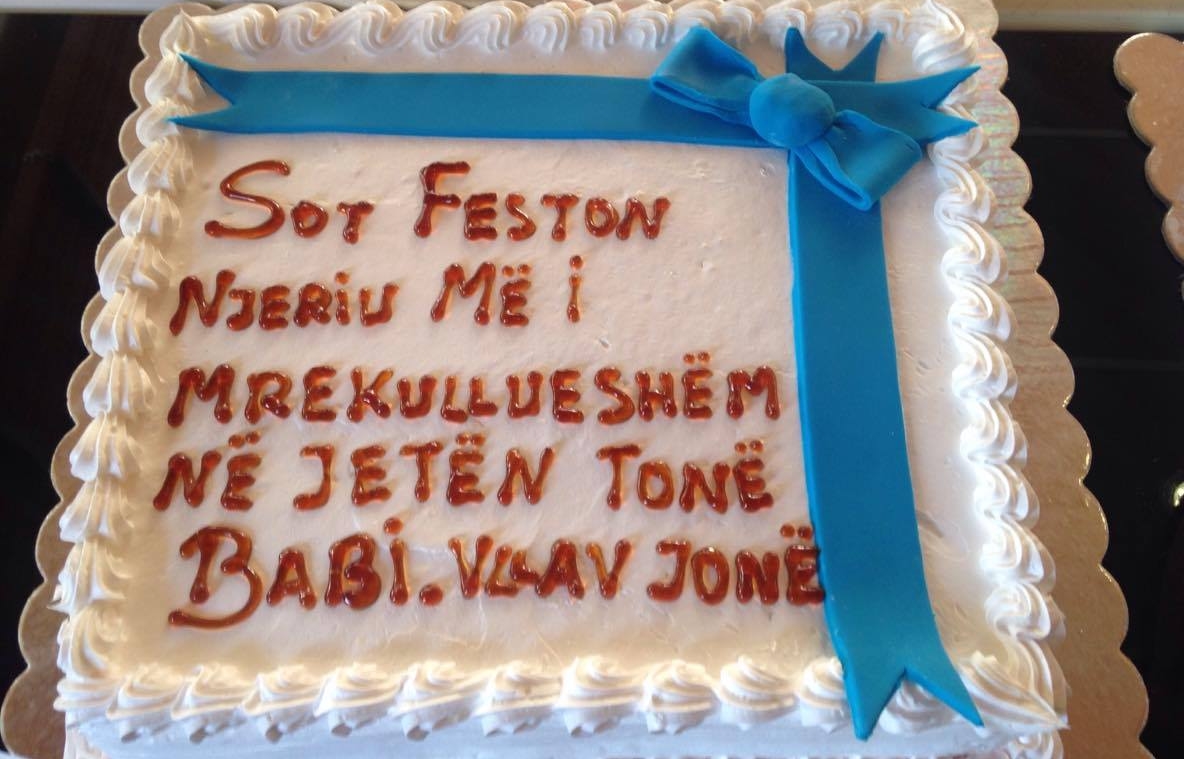 SOT FESTON
NJERIU MË I
MREKULLUESHËM
NË JETËN TONË
BABI. VLLAV JONË